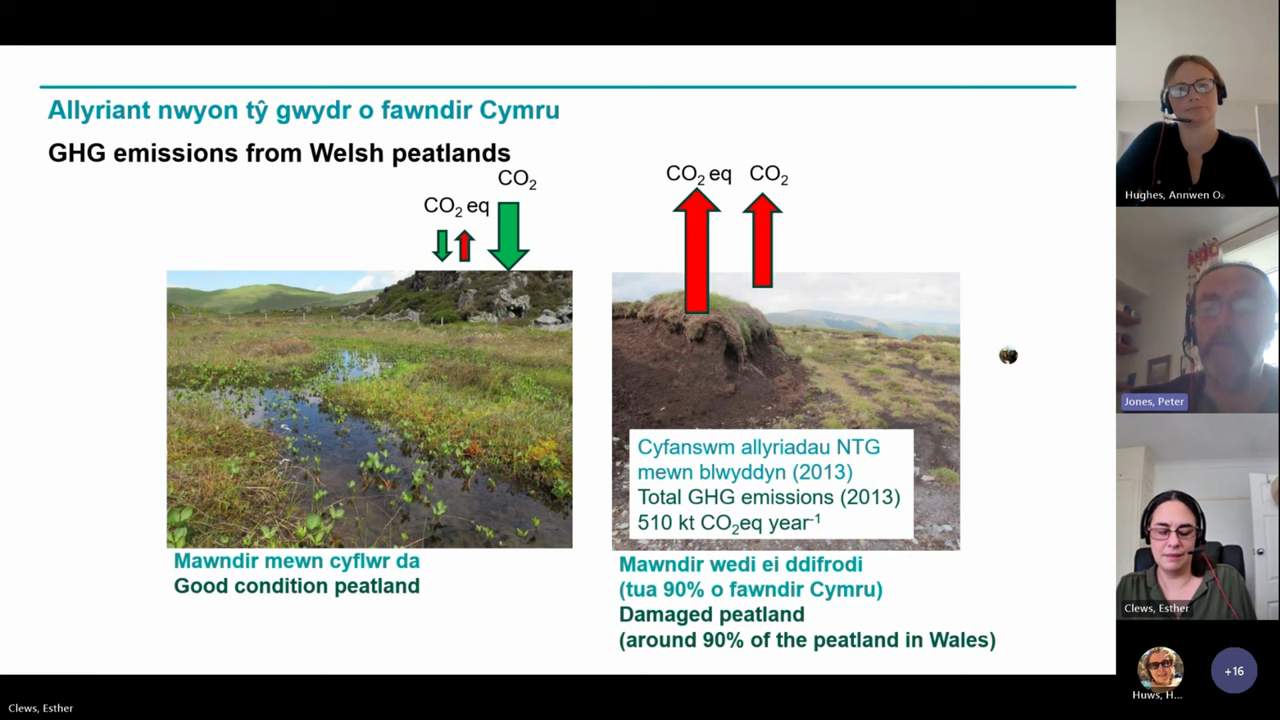 Allyriant nwyon tŷ gwydr o fawndir Cymru
GHG emissions from Welsh peatlands
CO₂
CO₂ eq
CO₂ eq CO₂
Cyfanswm allyriadau NTG
mewn blwyddyn (2013)
Total GHG emissions (2013)
510 kt CO₂eq year⁻¹
Mawndir mewn cyflwr da
Good condition peatland
Mawndir wedi ei ddifrodi
(tua 90% o fawndir Cymru)
Damaged peatland
(around 90% of the peatland in Wales)
Hughes, Annwen O.
Jones, Peter
Clews, Esther
Huws, H...
+16
Clews, Esther